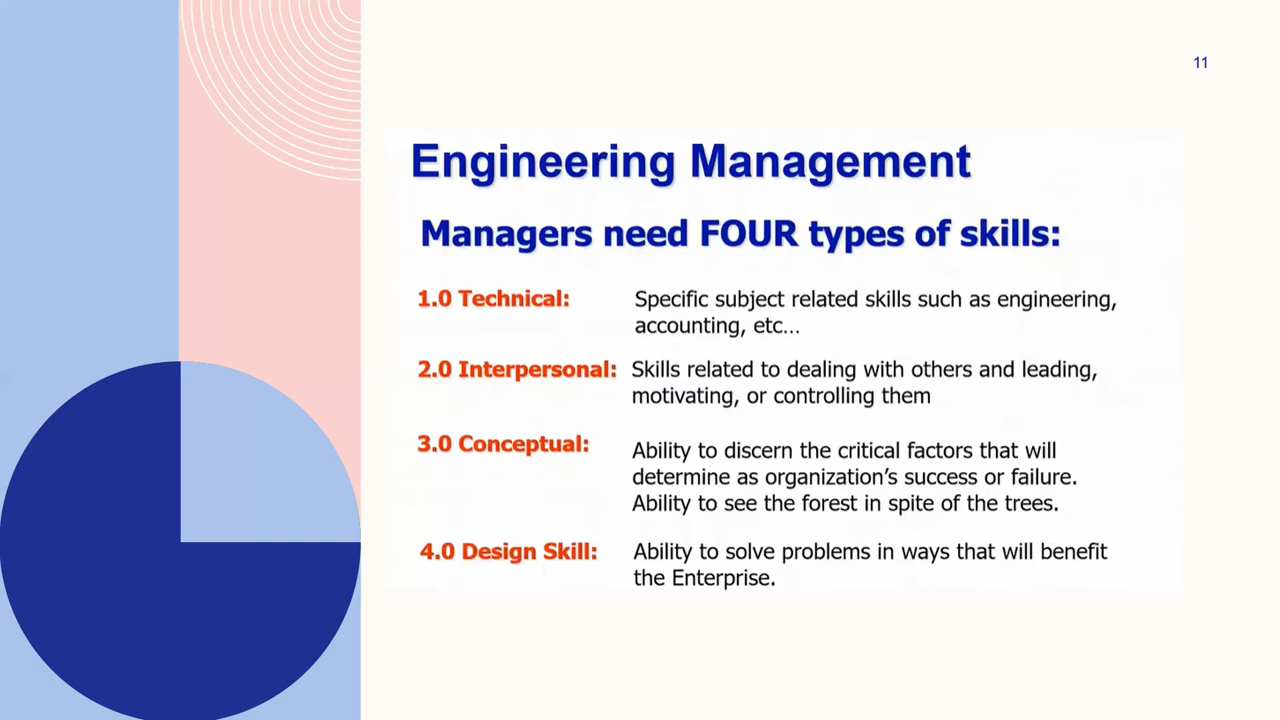 11
Engineering Management
Managers need FOUR types of skills:
1.0 Technical: Specific subject related skills such as engineering,
accounting, etc...
2.0 Interpersonal: Skills related to dealing with others and leading,
motivating, or controlling them
3.0 Conceptual: Ability to discern the critical factors that will
determine as organization's success or failure.
Ability to see the forest in spite of the trees.
4.0 Design Skill: Ability to solve problems in ways that will benefit
the Enterprise.